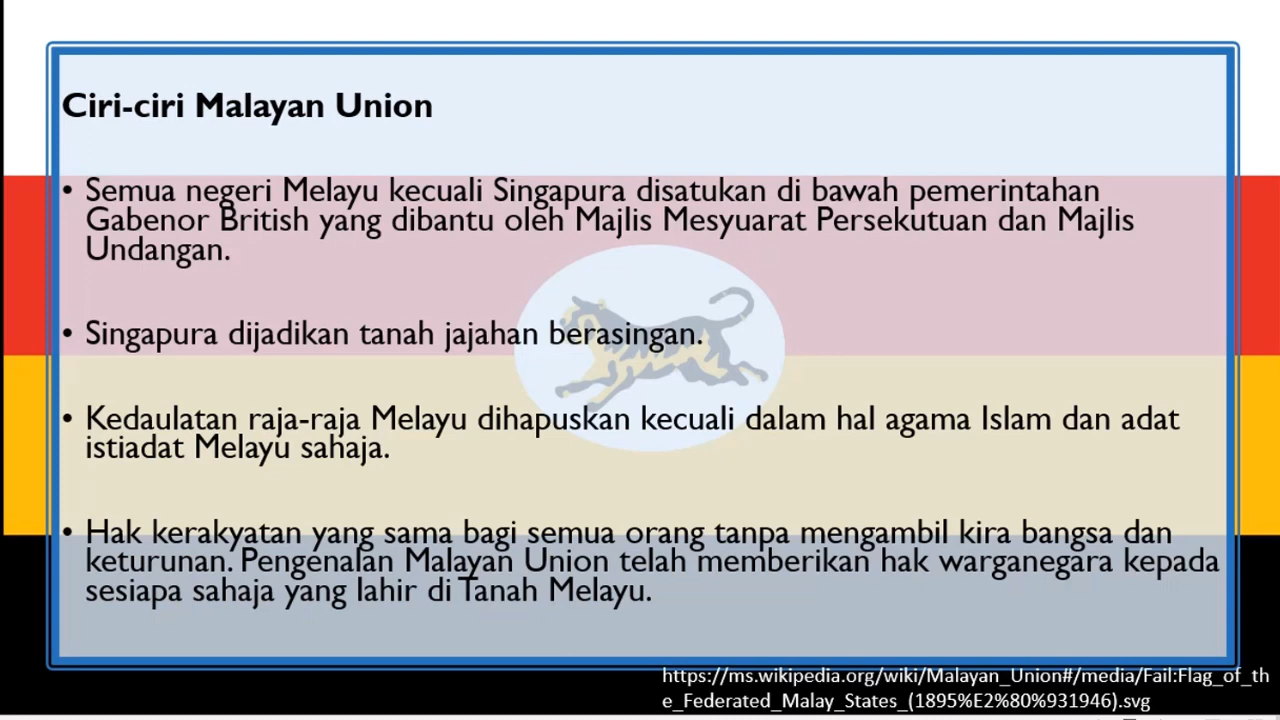 Ciri-ciri Malayan Union
• Semua negeri Melayu kecuali Singapura disatukan di bawah pemerintahan
Gabenor British yang dibantu oleh Majlis Mesyuarat Persekutuan dan Majlis
Undangan.
• Singapura dijadikan tanah jajahan berasingan.
• Kedaulatan raja-raja Melayu dihapuskan kecuali dalam hal agama Islam dan adat
istiadat Melayu sahaja.
• Hak kerakyatan yang sama bagi semua orang tanpa mengambil kira bangsa dan
keturunan. Pengenalan Malayan Union telah memberikan hak warganegara kepada
sesiapa sahaja yang lahir di Tanah Melayu.
https://ms.wikipedia.org/wiki/Malayan_Union#/media/Fail:Flag_of_th
e_Federated_Malay_States_(1895%E2%80%931946).svg